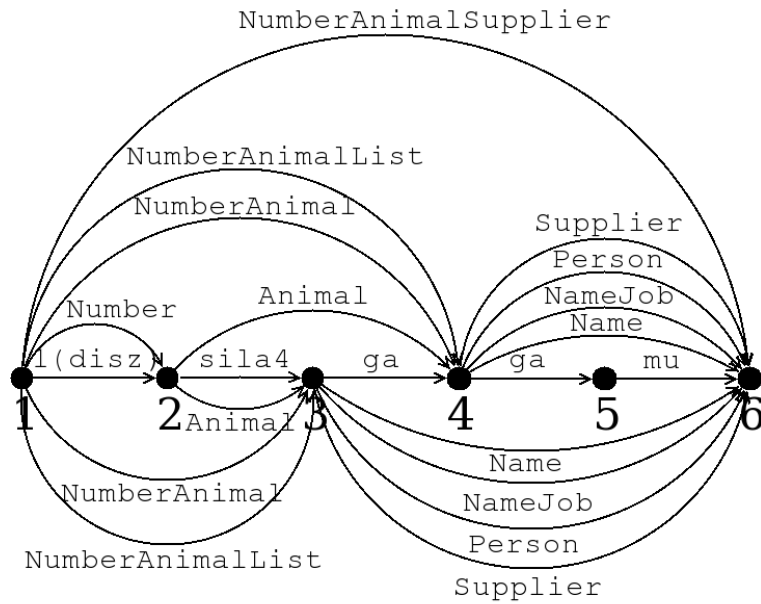 NumberAnimalSupplier
NumberAnimalList
NumberAnimal
Supplier
Person
NameJob
Name
Number
Animal
1(disz)
sila4
ga
ga
mu
1
2
3
4
5
6
Animal
NumberAnimal
NumberAnimalList
Name
NameJob
Person
Supplier